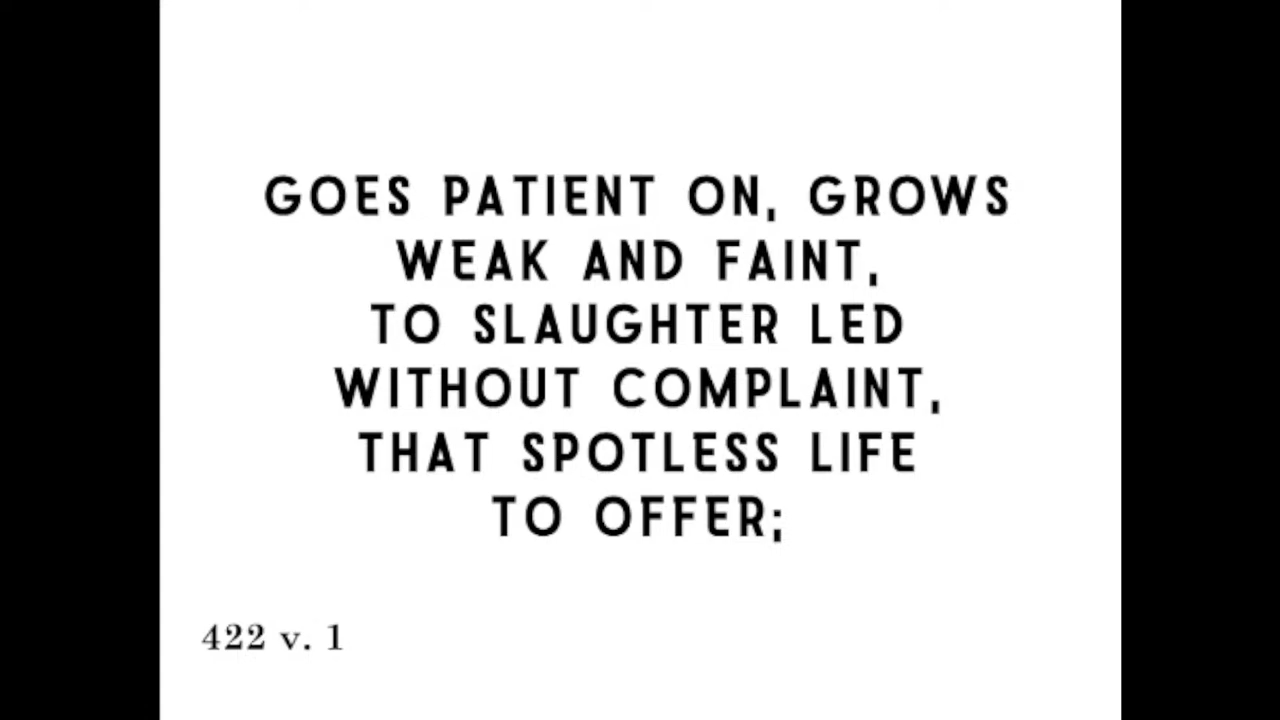 GOES PATIENT ON, GROWS
WEAK AND FAINT,
TO SLAUGHTER LED
WITHOUT COMPLAINT,
THAT SPOTLESS LIFE
TO OFFER;
422 v. 1